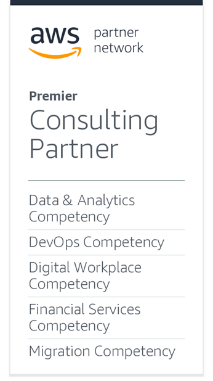 aws partner
network
Premier
Consulting
Partner
Data & Analytics
Competency
DevOps Competency
Digital Workplace
Competency
Financial Services
Competency
Migration Competency